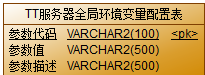 TT服务器全局环境变量配置表
参数代码 VARCHAR2(100) <pk>
参数值 VARCHAR2(500)
参数描述 VARCHAR2(500)